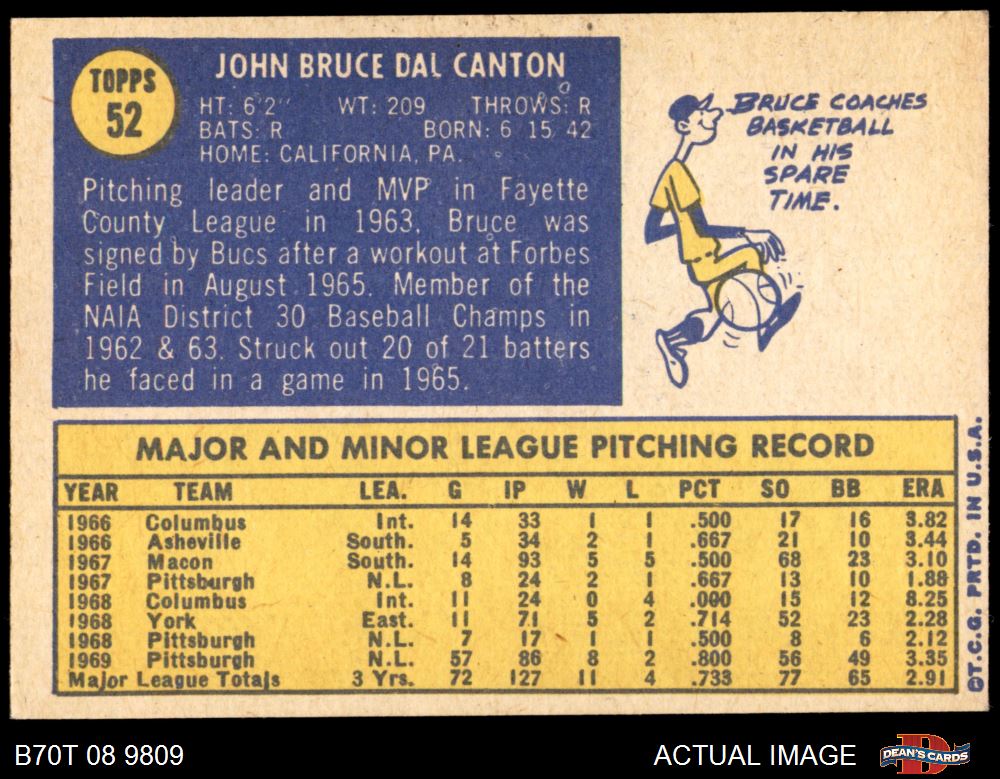 TOPPS
52
JOHN BRUCE DAL CANTON
HT: 6'2" WT: 209 THROWS: R
BATS: R BORN: 6 15 42
HOME: CALIFORNIA, PA.
Pitching leader and MVP in Fayette
County League in 1963. Bruce was
signed by Bucs after a workout at Forbes
Field in August 1965. Member of the
NAIA District 30 Baseball Champs in
1962 & 63. Struck out 20 of 21 batters
he faced in a game in 1965.
BRUCE COACHES
BASKETBALL
IN HIS
SPARE
TIME.
MAJOR AND MINOR LEAGUE PITCHING RECORD
YEAR TEAM LEA. G IP W L PCT SO BB ERA
1966 Columbus Int. 14 33 1 1 .500 17 16 3.82
1966 Asheville South. 5 34 2 1 .667 21 10 3.44
1967 Macon South. 14 93 5 5 .500 68 23 3.10
1967 Pittsburgh N.L. 8 24 2 1 .667 13 10 1.88
1968 Columbus Int. 11 24 0 4 .000 15 12 8.25
1968 York East. 11 71 5 2 .714 52 23 2.28
1968 Pittsburgh N.L. 7 17 1 1 .500 8 6 2.12
1969 Pittsburgh N.L. 57 86 8 2 .800 56 49 3.35
Major League Totals 3 Yrs. 72 127 11 4 .733 77 65 2.91
©T.C.G. PRTD. IN U.S.A.
B70T 08 9809
ACTUAL IMAGE
DEAN'S CARDS